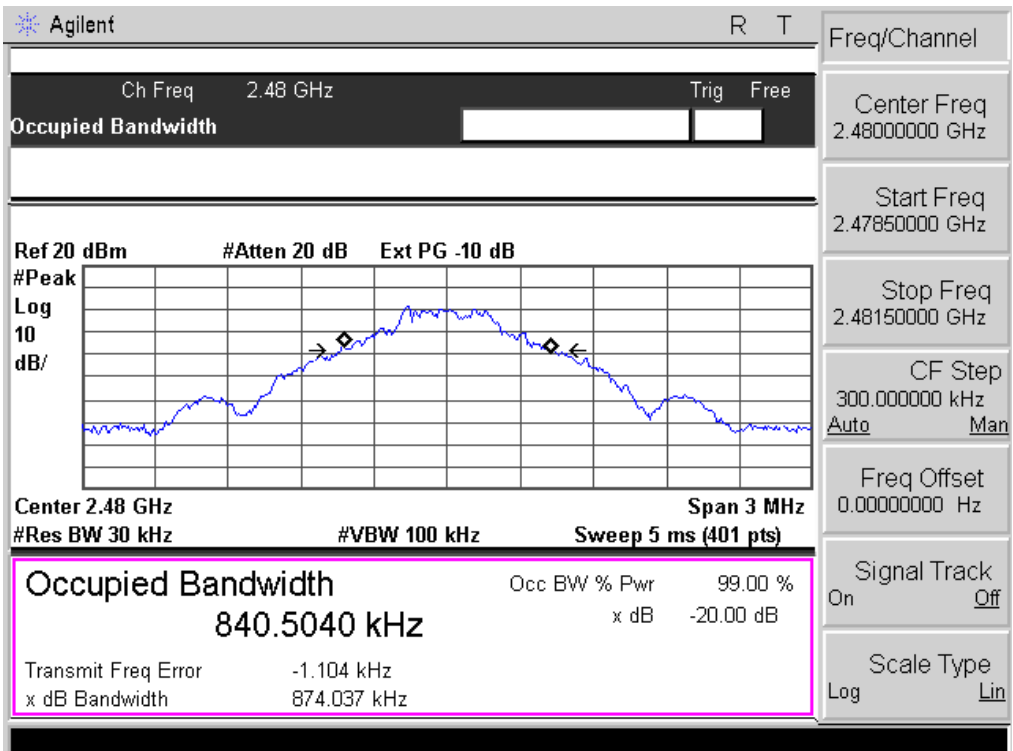 Agilent R T
Ch Freq 2.48 GHz Trig Free
Occupied Bandwidth
Ref 20 dBm #Atten 20 dB Ext PG -10 dB
#Peak
Log
10
dB/
Center 2.48 GHz Span 3 MHz
#Res BW 30 kHz #VBW 100 kHz Sweep 5 ms (401 pts)
Occupied Bandwidth
840.5040 kHz
Occ BW % Pwr 99.00 %
x dB -20.00 dB
Transmit Freq Error -1.104 kHz
x dB Bandwidth 874.037 kHz
Freq/Channel
Center Freq
2.48000000 GHz
Start Freq
2.47850000 GHz
Stop Freq
2.48150000 GHz
CF Step
300.000000 kHz
Auto Man
Freq Offset
0.00000000 Hz
Signal Track
On Off
Scale Type
Log Lin